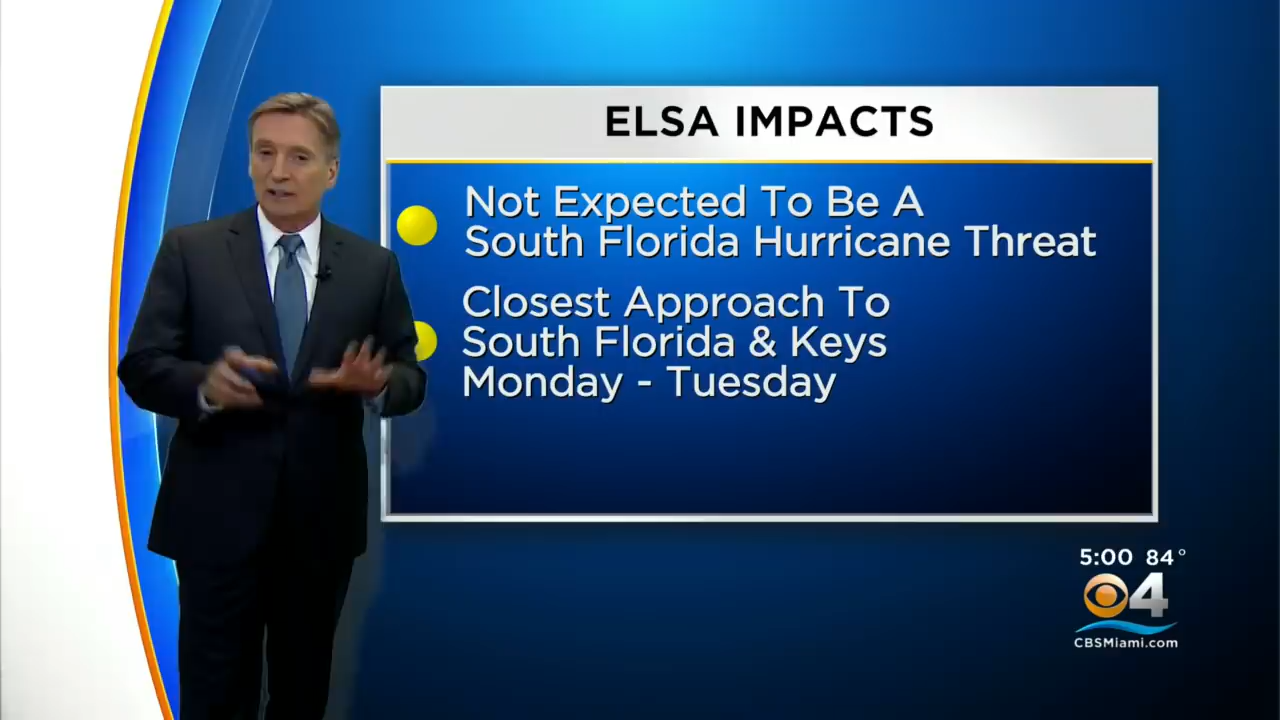 ELSA IMPACTS
Not Expected To Be A
South Florida Hurricane Threat
Closest Approach To
South Florida & Keys
Monday - Tuesday
5:00 84°
4
CBSMiami.com